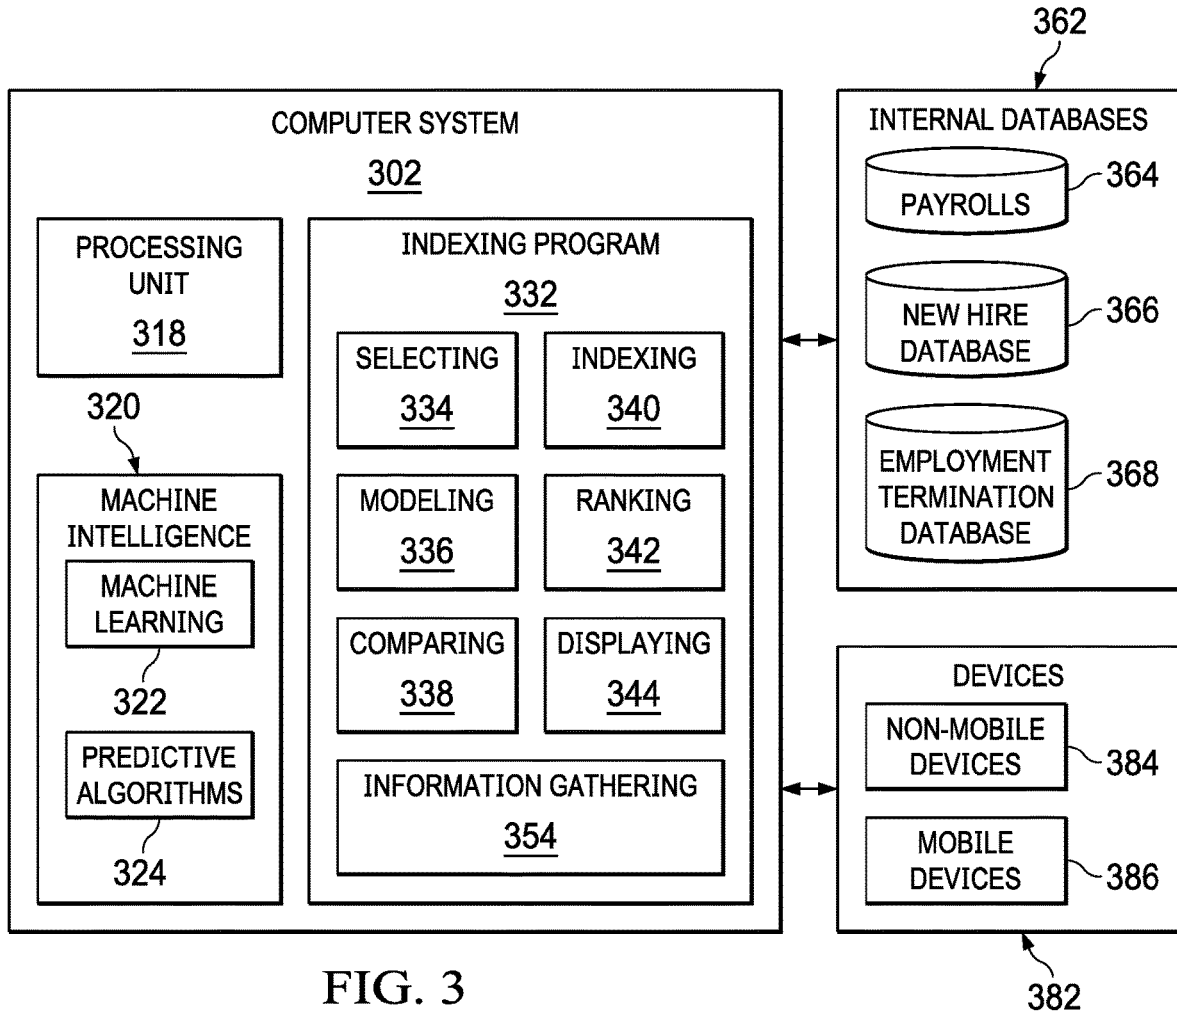 COMPUTER SYSTEM
302
PROCESSING
UNIT
318
320
MACHINE
INTELLIGENCE
MACHINE
LEARNING
322
PREDICTIVE
ALGORITHMS
324
INDEXING PROGRAM
332
SELECTING
334
INDEXING
340
MODELING
336
RANKING
342
COMPARING
338
DISPLAYING
344
INFORMATION GATHERING
354
362
INTERNAL DATABASES
PAYROLLS
364
NEW HIRE
DATABASE
366
EMPLOYMENT
TERMINATION
DATABASE
368
DEVICES
NON-MOBILE
DEVICES
384
MOBILE
DEVICES
386
382
FIG. 3